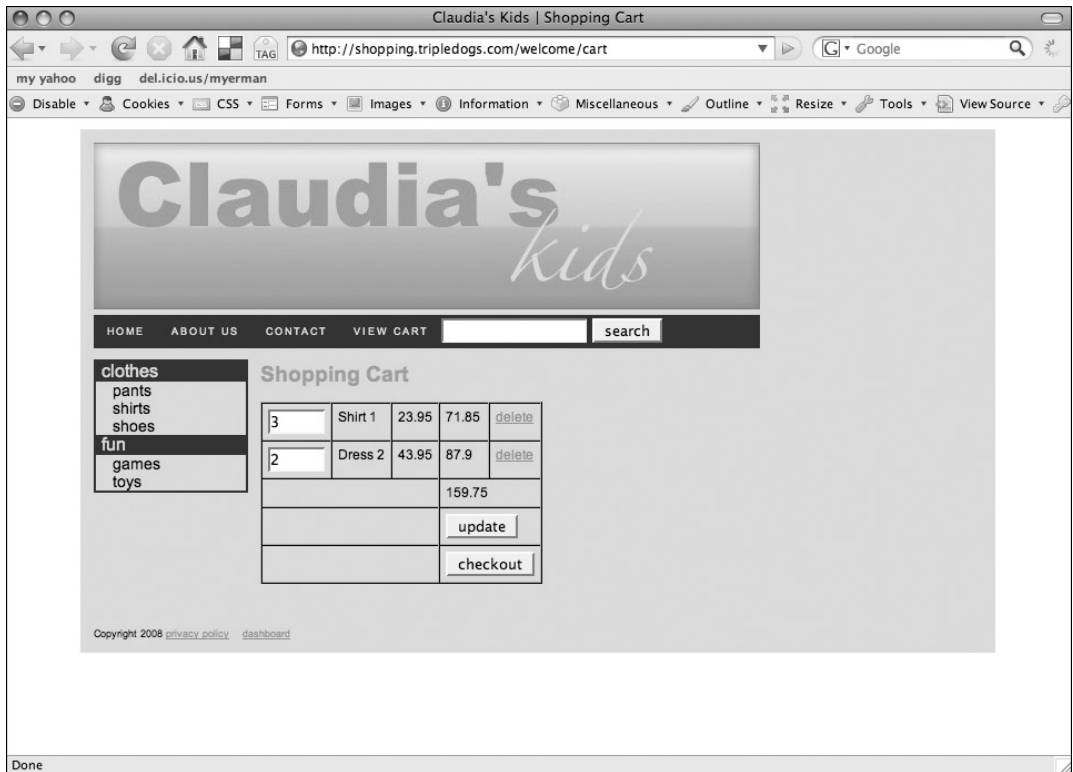 Claudia's Kids | Shopping Cart
TAG http://shopping.tripledogs.com/welcome/cart G Google
my yahoo digg del.icio.us/myerman
Disable Cookies CSS Forms Images Information Miscellaneous Outline Resize Tools View Source
Claudia's
kids
HOME ABOUT US CONTACT VIEW CART search
clothes
pants
shirts
shoes
fun
games
toys
Shopping Cart
3 Shirt 1 23.95 71.85 delete
2 Dress 2 43.95 87.9 delete
159.75
update
checkout
Copyright 2008 privacy policy dashboard
Done